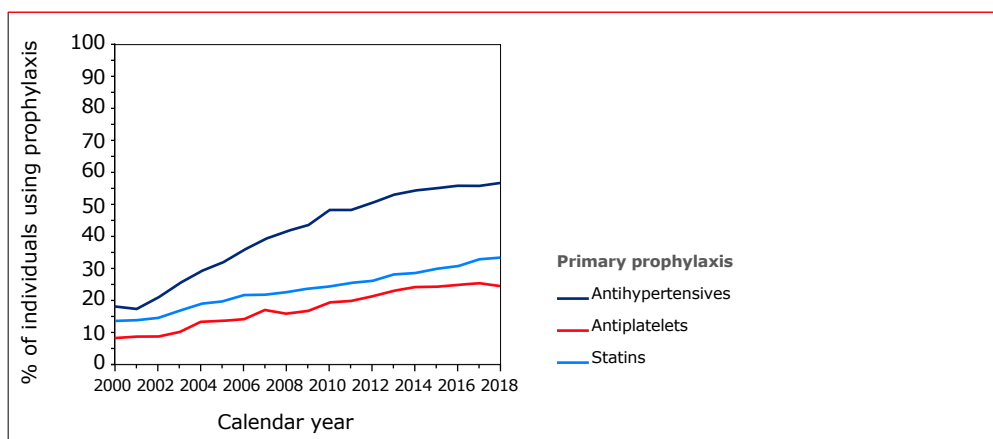 % of individuals using prophylaxis
100
90
80
70
60
50
40
30
20
10
0
2000 2002 2004 2006 2008 2010 2012 2014 2016 2018
Calendar year
Primary prophylaxis
Antihypertensives
Antiplatelets
Statins